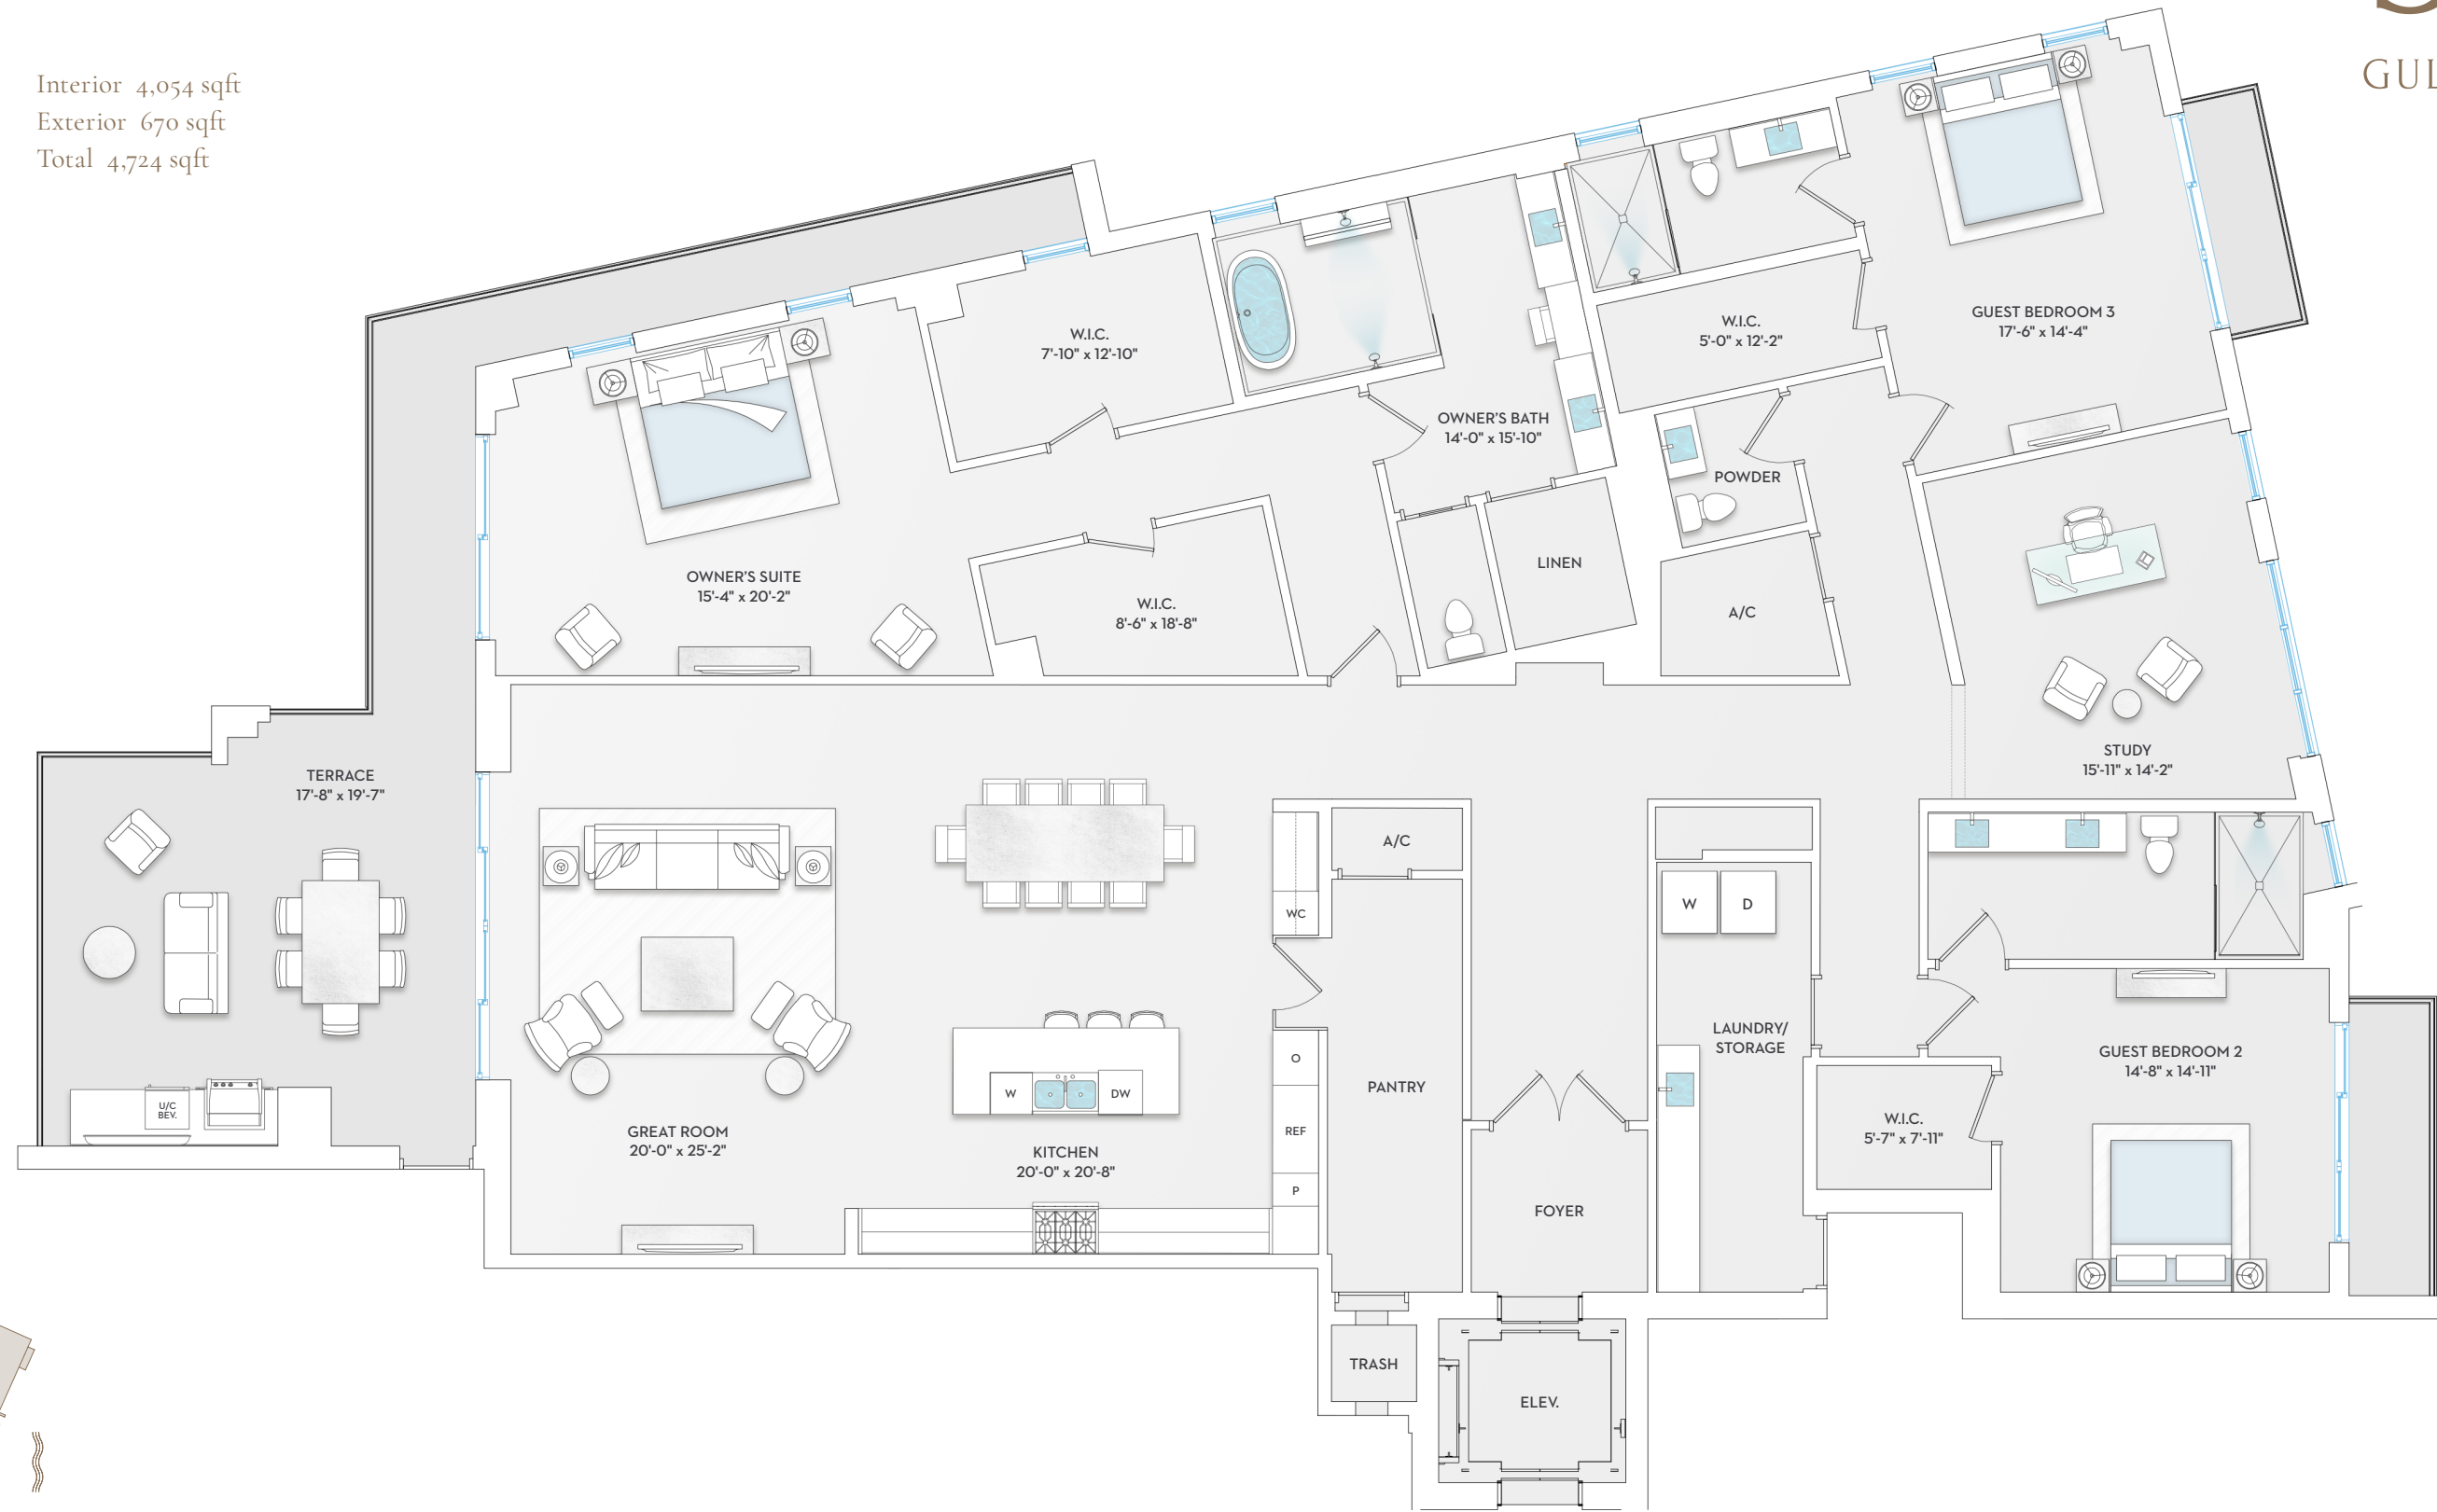 Interior 4,054 sqft
Exterior 670 sqft
Total 4,724 sqft
GUEST BEDROOM 3
17'-6" x 14'-4"
W.I.C.
7'-10" x 12'-10"
W.I.C.
5'-0" x 12'-2"
OWNER'S BATH
14'-0" x 15'-10"
POWDER
LINEN
OWNER'S SUITE
15'-4" x 20'-2"
W.I.C.
8'-6" x 18'-8"
A/C
STUDY
15'-11" x 14'-2"
TERRACE
17'-8" x 19'-7"
A/C
WC
W
D
LAUNDRY/
STORAGE
GUEST BEDROOM 2
14'-8" x 14'-11"
O
PANTRY
W
DW
U/C
BEV.
GREAT ROOM
20'-0" x 25'-2"
KITCHEN
20'-0" x 20'-8"
REF
P
W.I.C.
5'-7" x 7'-11"
FOYER
TRASH
ELEV.